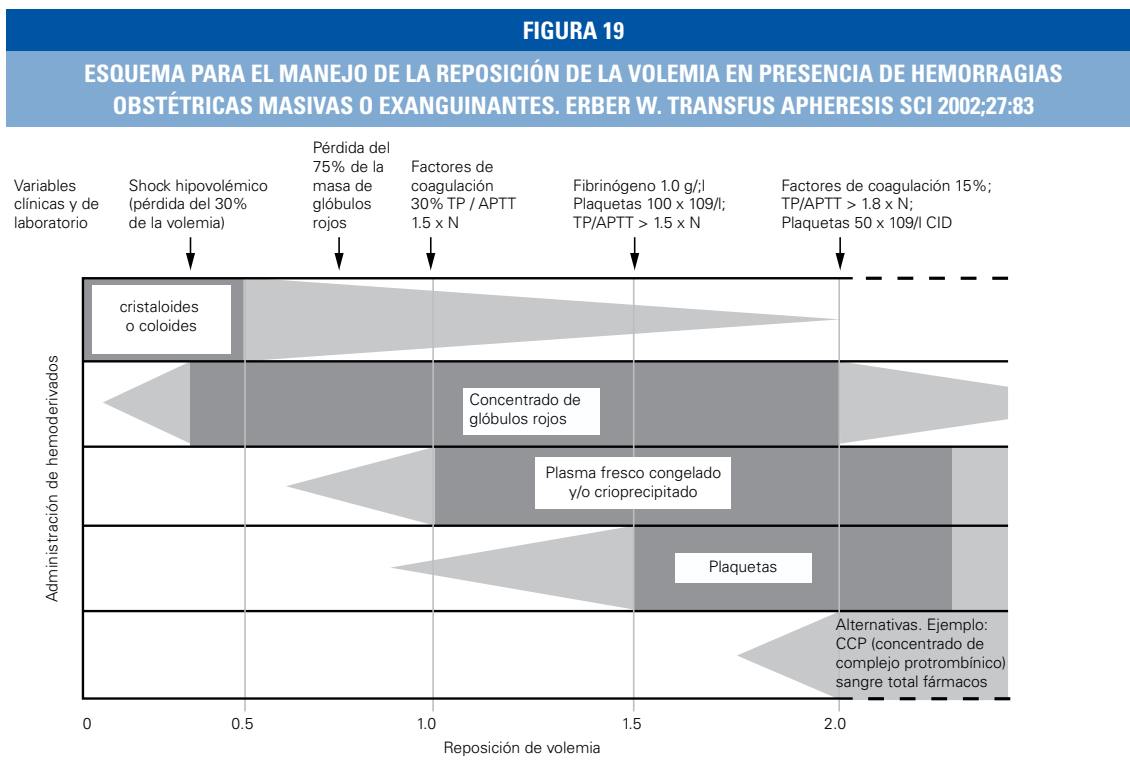 FIGURA 19
ESQUEMA PARA EL MANEJO DE LA REPOSICIÓN DE LA VOLEMIA EN PRESENCIA DE HEMORRAGIAS
OBSTÉTRICAS MASIVAS O EXANGUINANTES. ERBER W. TRANSFUS APHERESIS SCI 2002;27:83
Variables
clínicas y de
laboratorio
Shock hipovolémico
(pérdida del 30%
de la volemia)
Pérdida del
75% de la
masa de
glóbulos
rojos
Factores de
coagulación
30% TP / APTT
1.5 x N
Fibrinógeno 1.0 g/;l
Plaquetas 100 x 109/l;
TP/APTT > 1.5 x N
Factores de coagulación 15%;
TP/APTT > 1.8 x N;
Plaquetas 50 x 109/l CID
Administración de hemoderivados
cristaloides
o coloides
Concentrado de
glóbulos rojos
Plasma fresco congelado
y/o crioprecipitado
Plaquetas
Alternativas. Ejemplo:
CCP (concentrado de
complejo protrombínico)
sangre total fármacos
0
0.5
1.0
1.5
2.0
Reposición de volemia